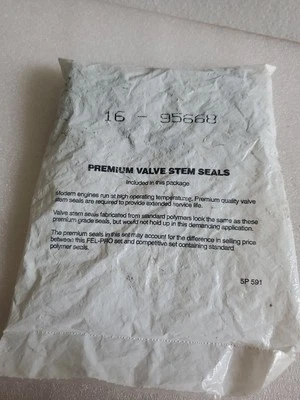 16 - 95668
PREMIUM VALVE STEM SEALS
Included in this package
Modern engines run at high operating temperatures. Premium quality valve
stem seals are required to provide extended service life.
Valve stem seals fabricated from standard polymers look the same as these
premium grade seals, but would not hold up in this demanding application.
The premium seals in this set may account for the difference in selling price
between this FEL-PRO set and competitive set containing standard
polymer seals.
SP 591